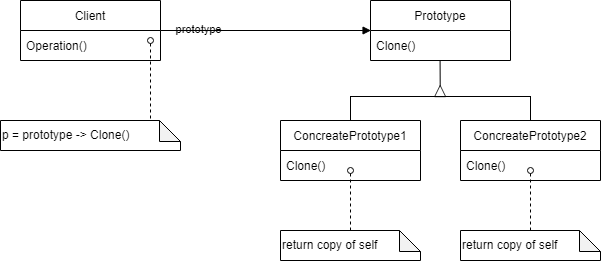 Client
Operation()
prototype
Prototype
Clone()
p = prototype -> Clone()
ConcreatePrototype1
Clone()
ConcreatePrototype2
Clone()
return copy of self
return copy of self